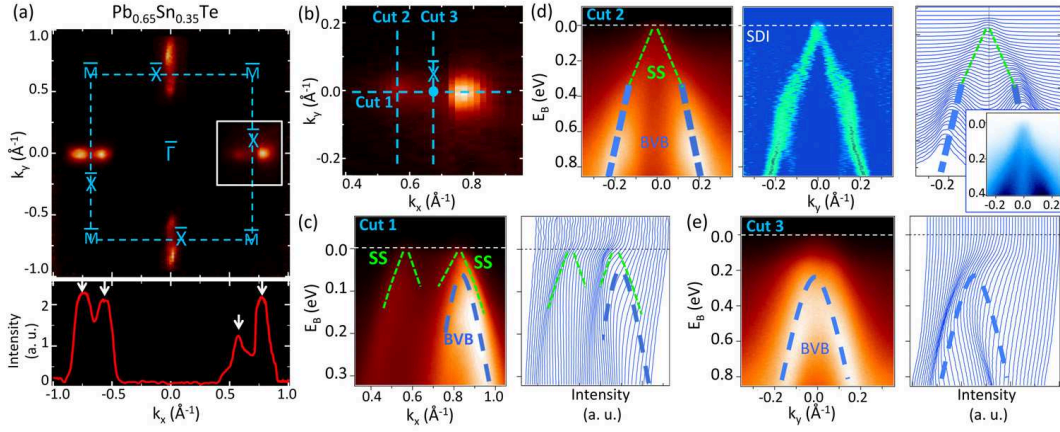 Pb0.65Sn0.35Te
(a)
1.0
0.5
0.0
-0.5
-1.0
ky (Å-1)
M̅
X̅
M̅
X̅
Γ̅
X̅
M̅
X̅
M̅
Intensity
(a. u.)
2
1
0
-1.0
-0.5
0.0
0.5
1.0
kx (Å-1)
(b)
Cut 2
Cut 3
X̅
Cut 1
0.2
0.0
-0.2
ky (Å-1)
0.4
0.6
0.8
kx (Å-1)
(c)
Cut 1
SS
SS
BVB
0.0
0.1
0.2
0.3
EB (eV)
0.4
0.6
0.8
1.0
kx (Å-1)
Intensity
(a. u.)
(d)
Cut 2
SS
BVB
SDI
0.0
0.2
0.4
0.6
0.8
EB (eV)
-0.2
0.0
0.2
-0.2
0.0
0.2
ky (Å-1)
-0.2
0.0
0.2
0.0
0.4
-0.2
0.0
0.2
(e)
Cut 3
BVB
0.0
0.2
0.4
0.6
0.8
EB (eV)
-0.3
0.0
0.3
ky (Å-1)
Intensity
(a. u.)